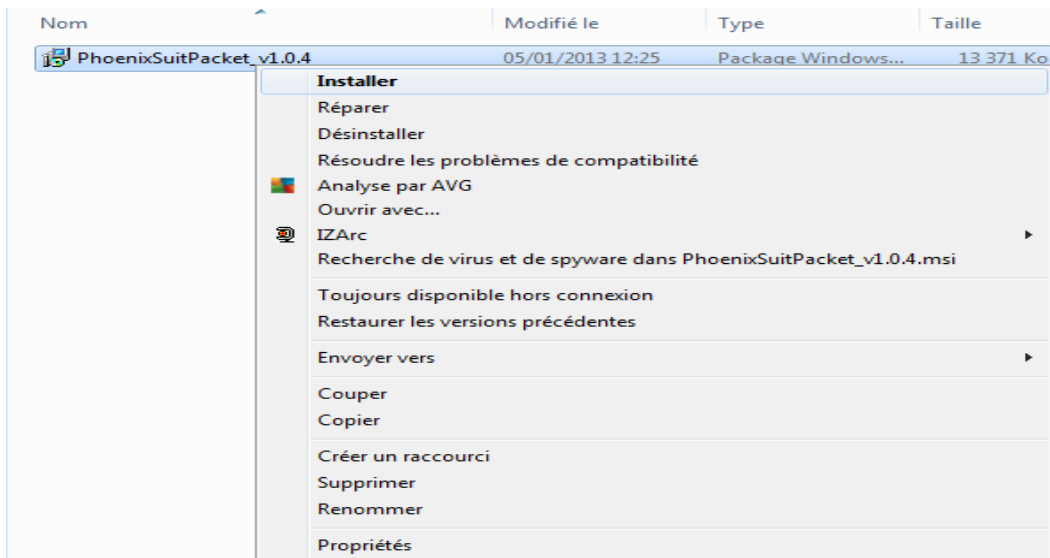 Nom Modifié le Type Taille
PhoenixSuitPacket_v1.0.4 05/01/2013 12:25 Package Windows... 13 371 Ko
Installer
Réparer
Désinstaller
Résoudre les problèmes de compatibilité
Analyse par AVG
Ouvrir avec...
IZArc
Recherche de virus et de spyware dans PhoenixSuitPacket_v1.0.4.msi
Toujours disponible hors connexion
Restaurer les versions précédentes
Envoyer vers
Couper
Copier
Créer un raccourci
Supprimer
Renommer
Propriétés